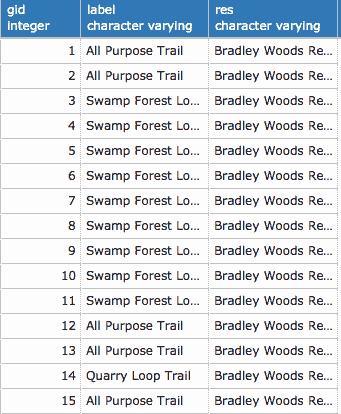 gid label res
integer character varying character varying
1 All Purpose Trail Bradley Woods Re...
2 All Purpose Trail Bradley Woods Re...
3 Swamp Forest Lo... Bradley Woods Re...
4 Swamp Forest Lo... Bradley Woods Re...
5 Swamp Forest Lo... Bradley Woods Re...
6 Swamp Forest Lo... Bradley Woods Re...
7 Swamp Forest Lo... Bradley Woods Re...
8 Swamp Forest Lo... Bradley Woods Re...
9 Swamp Forest Lo... Bradley Woods Re...
10 Swamp Forest Lo... Bradley Woods Re...
11 Swamp Forest Lo... Bradley Woods Re...
12 All Purpose Trail Bradley Woods Re...
13 All Purpose Trail Bradley Woods Re...
14 Quarry Loop Trail Bradley Woods Re...
15 All Purpose Trail Bradley Woods Re...